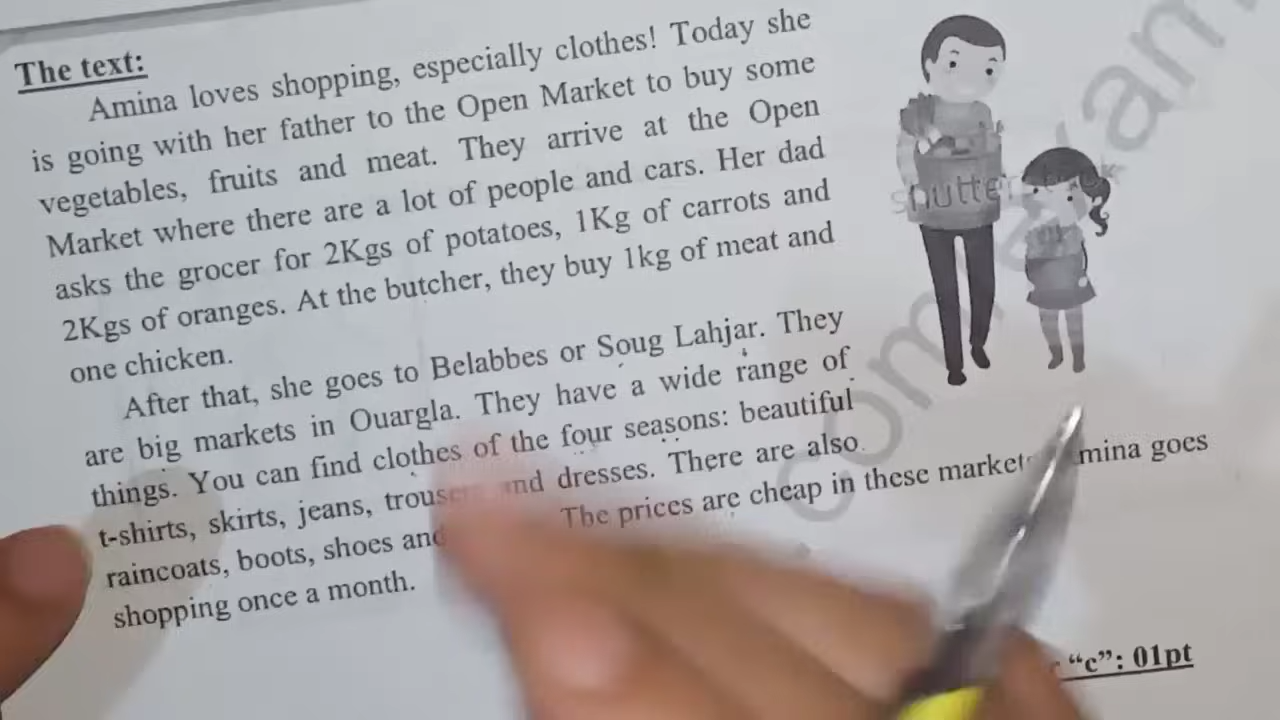 The text:
Amina loves shopping, especially clothes! Today she
is going with her father to the Open Market to buy some
vegetables, fruits and meat. They arrive at the Open
Market where there are a lot of people and cars. Her dad
asks the grocer for 2Kgs of potatoes, 1Kg of carrots and
2Kgs of oranges. At the butcher, they buy 1kg of meat and
one chicken.
After that, she goes to Belabbes or Soug Lahjar. They
are big markets in Ouargla. They have a wide range of
things. You can find clothes of the four seasons: beautiful
t-shirts, skirts, jeans, and dresses. There are also
raincoats, boots, shoes and The prices are cheap in these goes
shopping once a month.
"c": 01pt